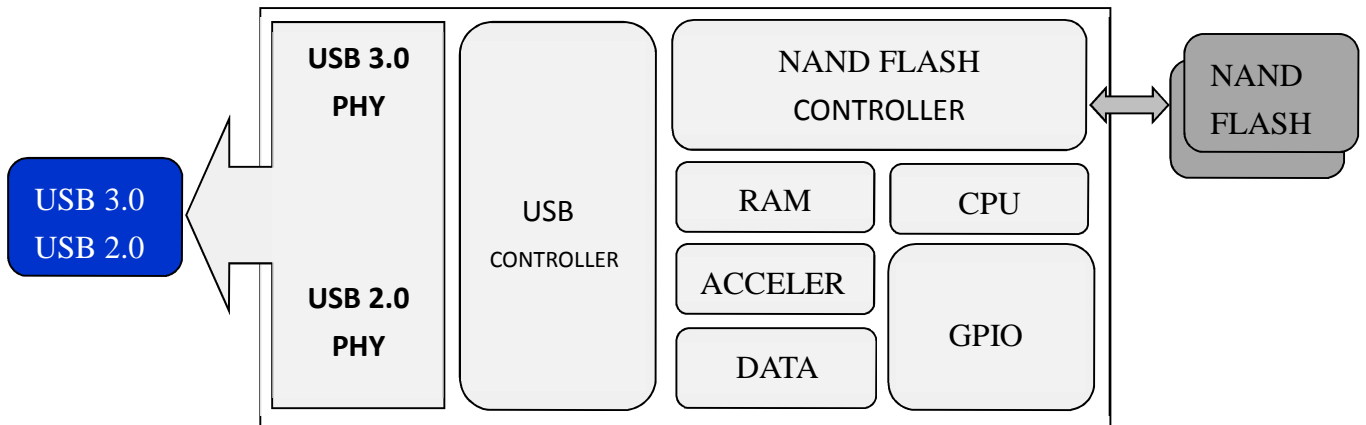 USB 3.0
USB 2.0
USB 3.0
PHY
USB 2.0
PHY
USB
CONTROLLER
NAND FLASH
CONTROLLER
RAM
CPU
ACCELER
GPIO
DATA
NAND
FLASH